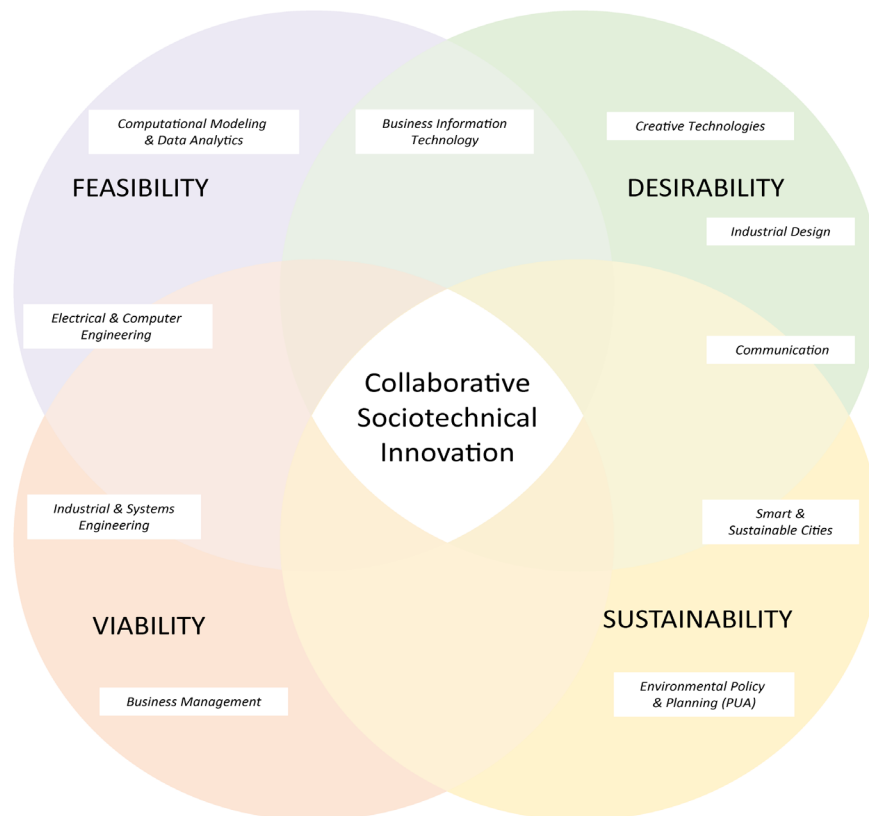 Computational Modeling
& Data Analytics
Business Information
Technology
Creative Technologies
FEASIBILITY
DESIRABILITY
Industrial Design
Electrical & Computer
Engineering
Communication
Collaborative
Sociotechnical
Innovation
Industrial & Systems
Engineering
Smart &
Sustainable Cities
VIABILITY
SUSTAINABILITY
Business Management
Environmental Policy
& Planning (PUA)